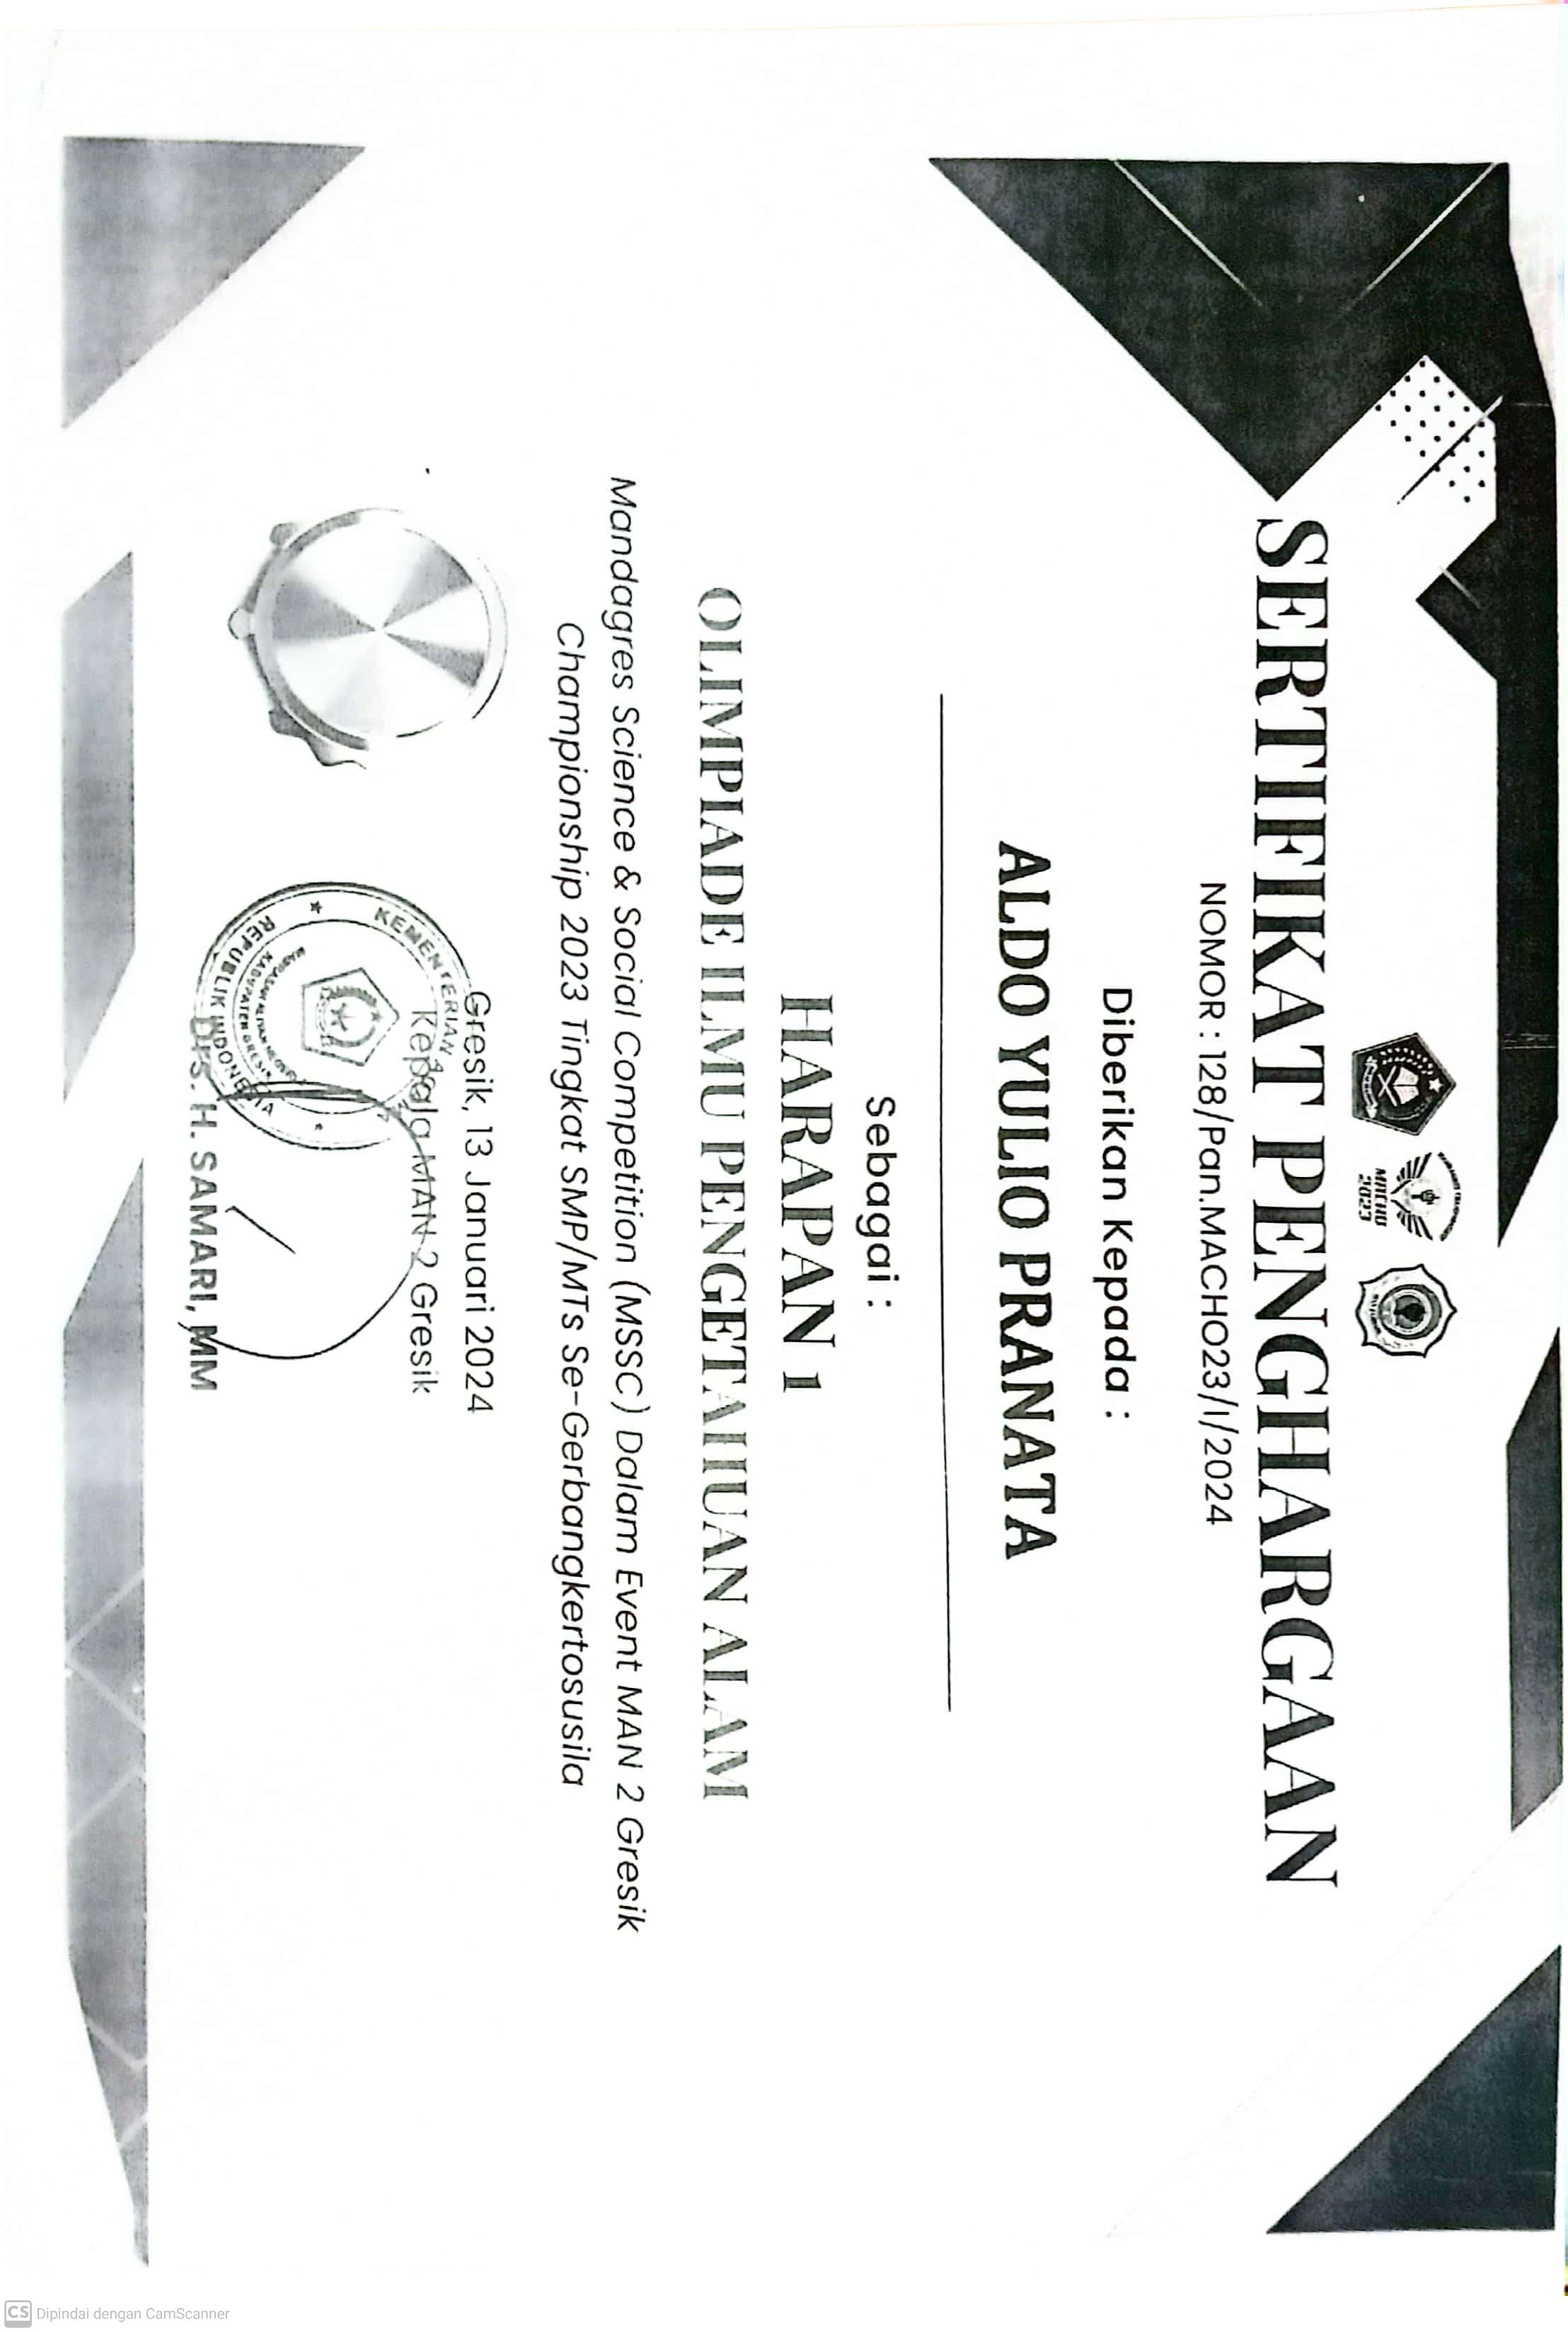 MACHO
2023
SERTIFIKAT PENGHARGAAN
NOMOR : 128/Pan.MACHO23/I/2024
Diberikan Kepada :
ALDO YULIO PRANATA
Sebagai :
HARAPAN 1
OLIMPIADE ILMU PENGETAHUAN ALAM
Mandagres Science & Social Competition (MSSC) Dalam Event MAN 2 Gresik
Championship 2023 Tingkat SMP/MTs Se-Gerbangkertosusila
Gresik, 13 Januari 2024
Kepala MAN 2 Gresik
KEMENTERIAN
KABUPATEN GRESIK
REPUBLIK INDONESIA
Drs. H. SAMARI, MM
CS Dipindai dengan CamScanner